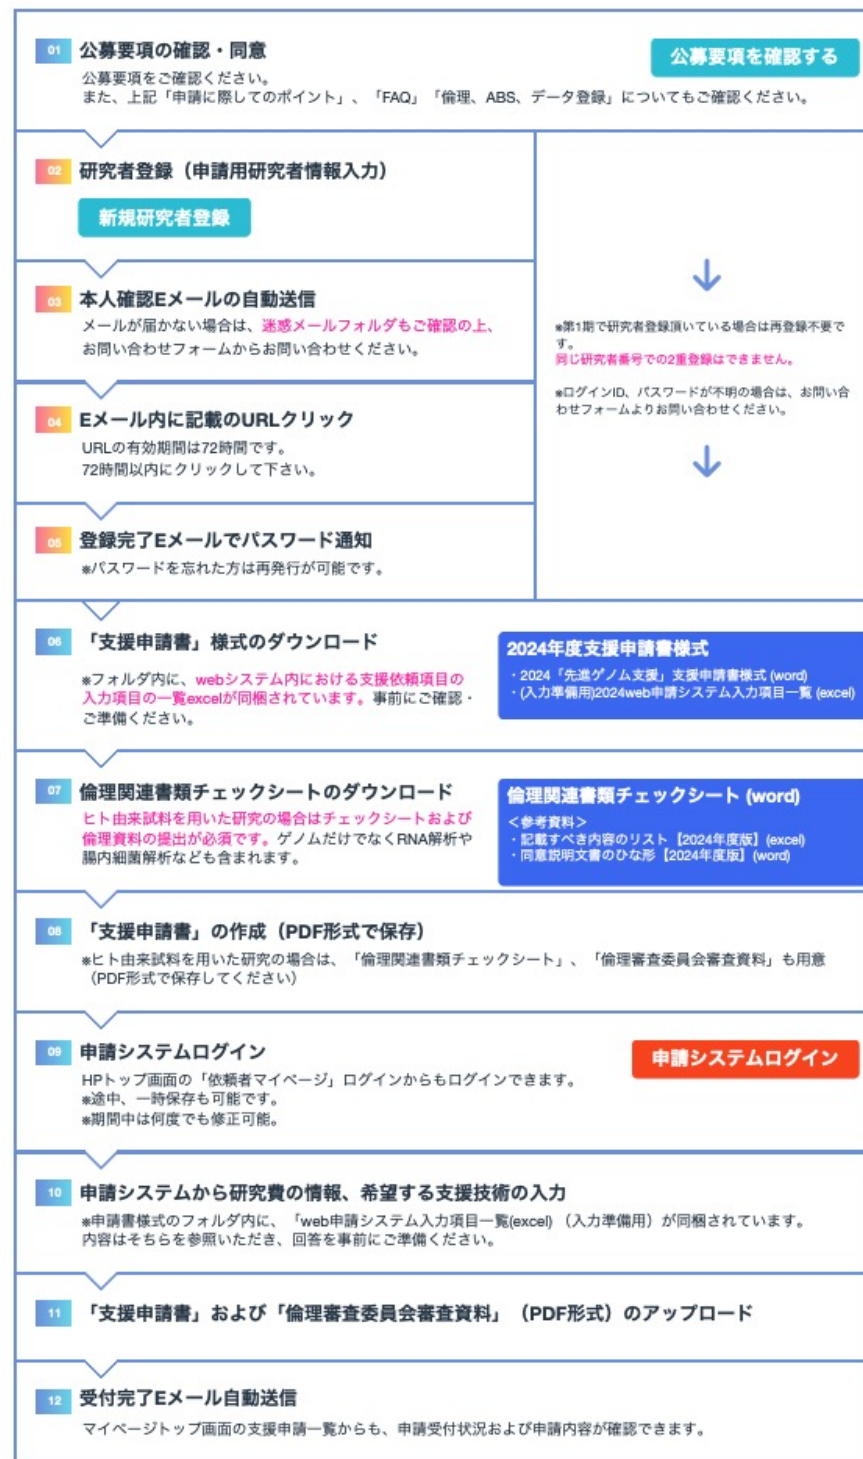 01 公募要項の確認・同意
公募要項を確認する
公募要項をご確認ください。
また、上記「申請に際してのポイント」、「FAQ」「倫理、ABS、データ登録」についてもご確認ください。
02 研究者登録（申請用研究者情報入力）
新規研究者登録
03 本人確認Eメールの自動送信
メールが届かない場合は、迷惑メールフォルダもご確認の上、
お問い合わせフォームからお問い合わせください。
04 Eメール内に記載のURLクリック
URLの有効期間は72時間です。
72時間以内にクリックして下さい。
05 登録完了Eメールでパスワード通知
※パスワードを忘れた方は再発行が可能です。
※第1期で研究者登録頂いている場合は再登録不要で
す。
同じ研究者番号での2重登録はできません。
※ログインID、パスワードが不明の場合は、お問い合
わせフォームよりお問い合わせください。
06 「支援申請書」様式のダウンロード
※フォルダ内に、webシステム内における支援依頼項目の
入力項目の一覧excelが同梱されています。事前にご確認・
ご準備ください。
2024年度支援申請書様式
・2024「先進ゲノム支援」支援申請書様式 (word)
・(入力準備用)2024web申請システム入力項目一覧 (excel)
07 倫理関連書類チェックシートのダウンロード
ヒト由来試料を用いた研究の場合はチェックシートおよび
倫理資料の提出が必須です。ゲノムだけでなくRNA解析や
腸内細菌解析なども含まれます。
倫理関連書類チェックシート (word)
＜参考資料＞
・記載すべき内容のリスト【2024年度版】(excel)
・同意説明文書のひな形【2024年度版】(word)
08 「支援申請書」の作成（PDF形式で保存）
※ヒト由来試料を用いた研究の場合は、「倫理関連書類チェックシート」、「倫理審査委員会審査資料」も用意
（PDF形式で保存してください）
09 申請システムログイン
申請システムログイン
HPトップ画面の「依頼者マイページ」ログインからもログインできます。
※途中、一時保存も可能です。
※期間中は何度でも修正可能。
10 申請システムから研究費の情報、希望する支援技術の入力
※申請書様式のフォルダ内に、「web申請システム入力項目一覧(excel) （入力準備用）が同梱されています。
内容はそちらを参照いただき、回答を事前にご準備ください。
11 「支援申請書」および「倫理審査委員会審査資料」（PDF形式）のアップロード
12 受付完了Eメール自動送信
マイページトップ画面の支援申請一覧からも、申請受付状況および申請内容が確認できます。